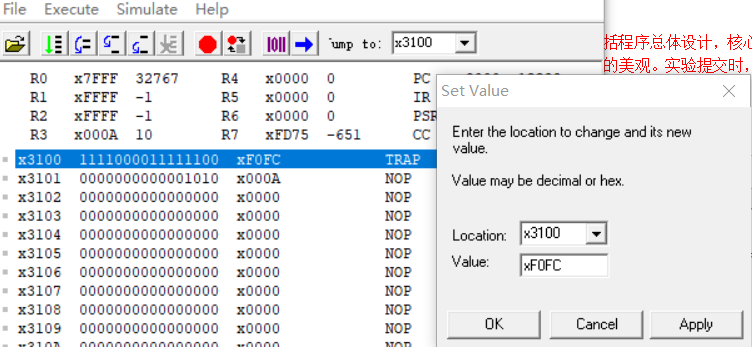 File Execute Simulate Help
Jump to: x3100
括程序总体设计，核心
的美观。实验提交时，
R0 x7FFF 32767 R4 x0000 0 PC
R1 xFFFF -1 R5 x0000 0 IR
R2 xFFFF -1 R6 x0000 0 PSR
R3 x000A 10 R7 xFD75 -651 CC
x3100 1111000011111100 xF0FC TRAP
x3101 0000000000001010 x000A NOP
x3102 0000000000000000 x0000 NOP
x3103 0000000000000000 x0000 NOP
x3104 0000000000000000 x0000 NOP
x3105 0000000000000000 x0000 NOP
x3106 0000000000000000 x0000 NOP
x3107 0000000000000000 x0000 NOP
x3108 0000000000000000 x0000 NOP
x3109 0000000000000000 x0000 NOP
x310A 0000000000000000 x0000 NOP
Set Value
Enter the location to change and its new
value.
Value may be decimal or hex.
Location: x3100
Value: xF0FC
OK Cancel Apply